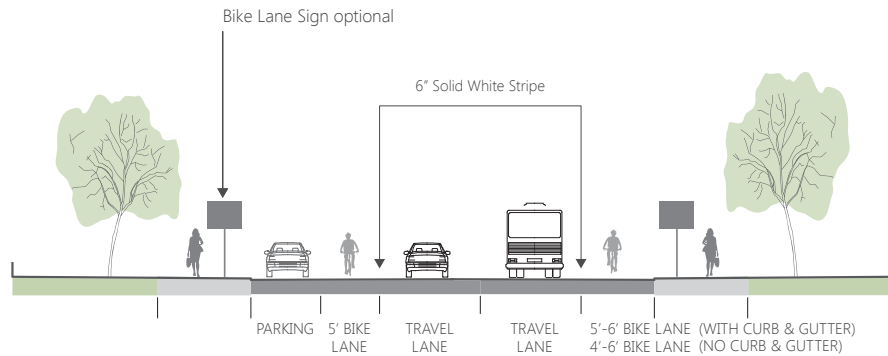 Bike Lane Sign optional
6” Solid White Stripe
PARKING
5’ BIKE
LANE
TRAVEL
LANE
TRAVEL
LANE
5’-6’ BIKE LANE (WITH CURB & GUTTER)
4’-6’ BIKE LANE (NO CURB & GUTTER)